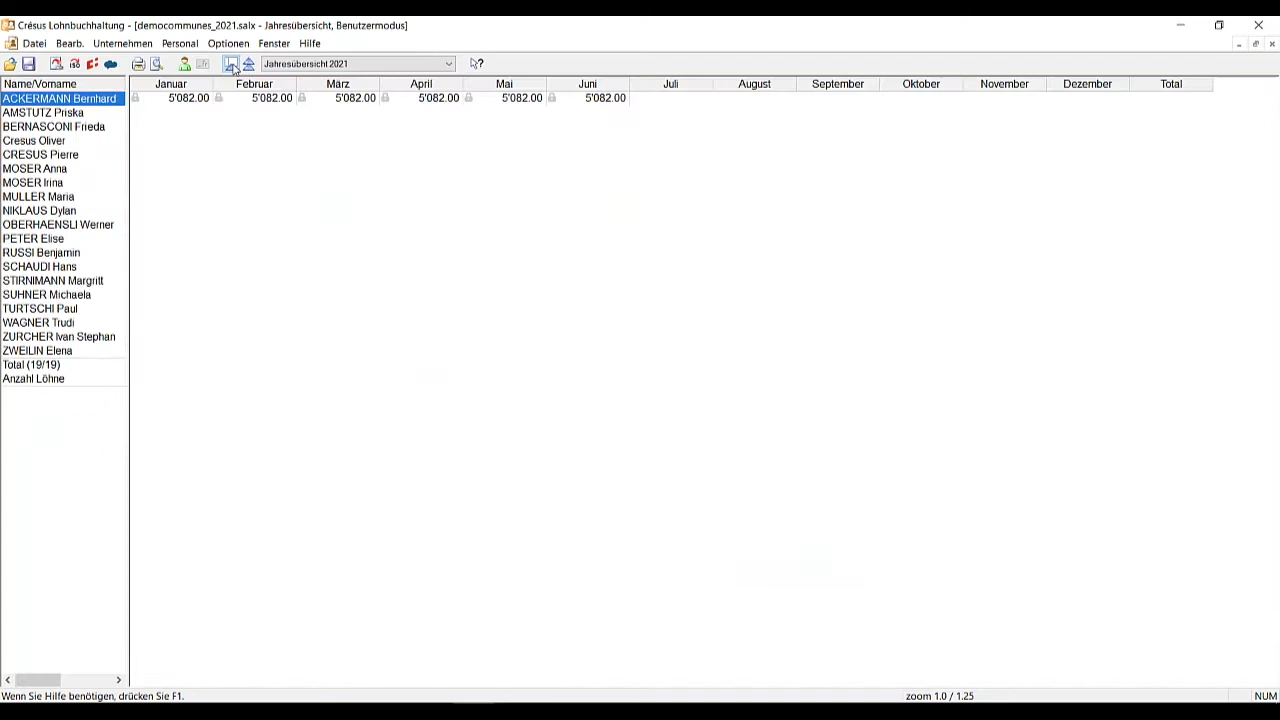 Crésus Lohnbuchhaltung - [democommunes_2021.salx - Jahresübersicht, Benutzermodus]
Datei Bearb. Unternehmen Personal Optionen Fenster Hilfe
Jahresübersicht 2021
Name/Vorname Januar Februar März April Mai Juni Juli August September Oktober November Dezember Total
ACKERMANN Bernhard 5'082.00 5'082.00 5'082.00 5'082.00 5'082.00 5'082.00
AMSTUTZ Priska
BERNASCONI Frieda
Cresus Oliver
CRESUS Pierre
MOSER Anna
MOSER Irina
MULLER Maria
NIKLAUS Dylan
OBERHAENSLI Werner
PETER Elise
RUSSI Benjamin
SCHAUDI Hans
STIRNIMANN Margritt
SUHNER Michaela
TURTSCHI Paul
WAGNER Trudi
ZURCHER Ivan Stephan
ZWEILIN Elena
Total (19/19)
Anzahl Löhne
Wenn Sie Hilfe benötigen, drücken Sie F1. zoom 1.0 / 1.25 NUM